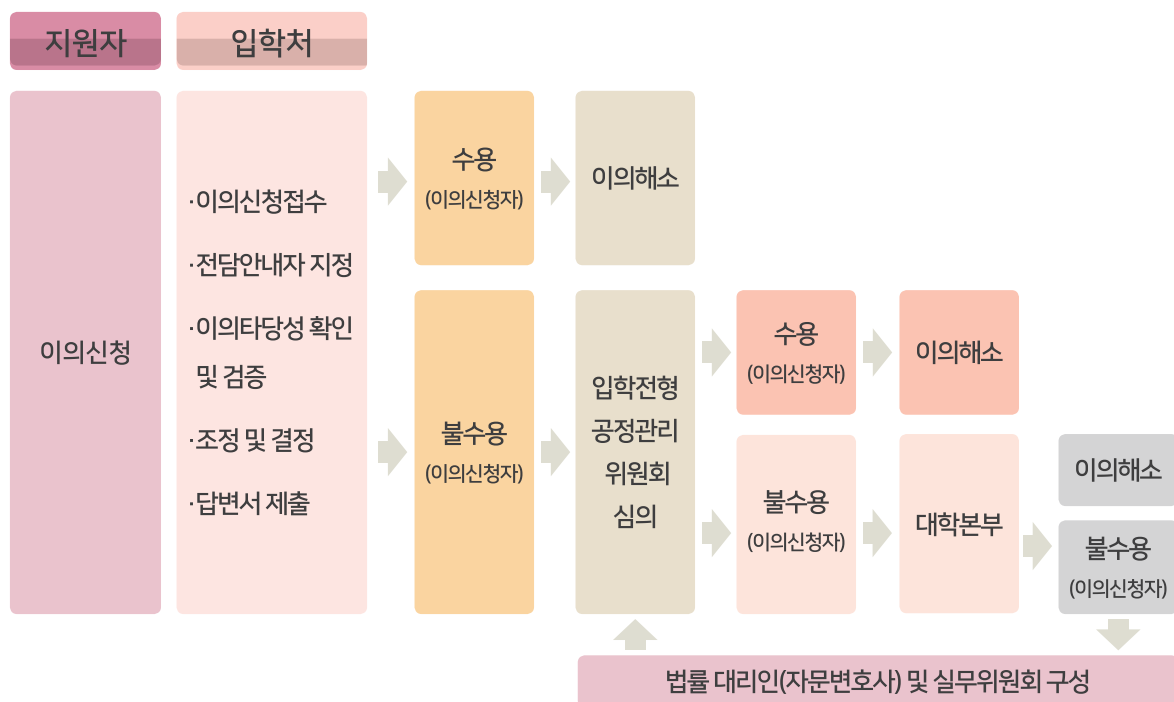 지원자
입학처
이의신청
·이의신청접수
·전담안내자 지정
·이의타당성 확인
및 검증
·조정 및 결정
·답변서 제출
수용
(이의신청자)
이의해소
불수용
(이의신청자)
입학전형
공정관리
위원회
심의
수용
(이의신청자)
이의해소
불수용
(이의신청자)
대학본부
이의해소
불수용
(이의신청자)
법률 대리인(자문변호사) 및 실무위원회 구성